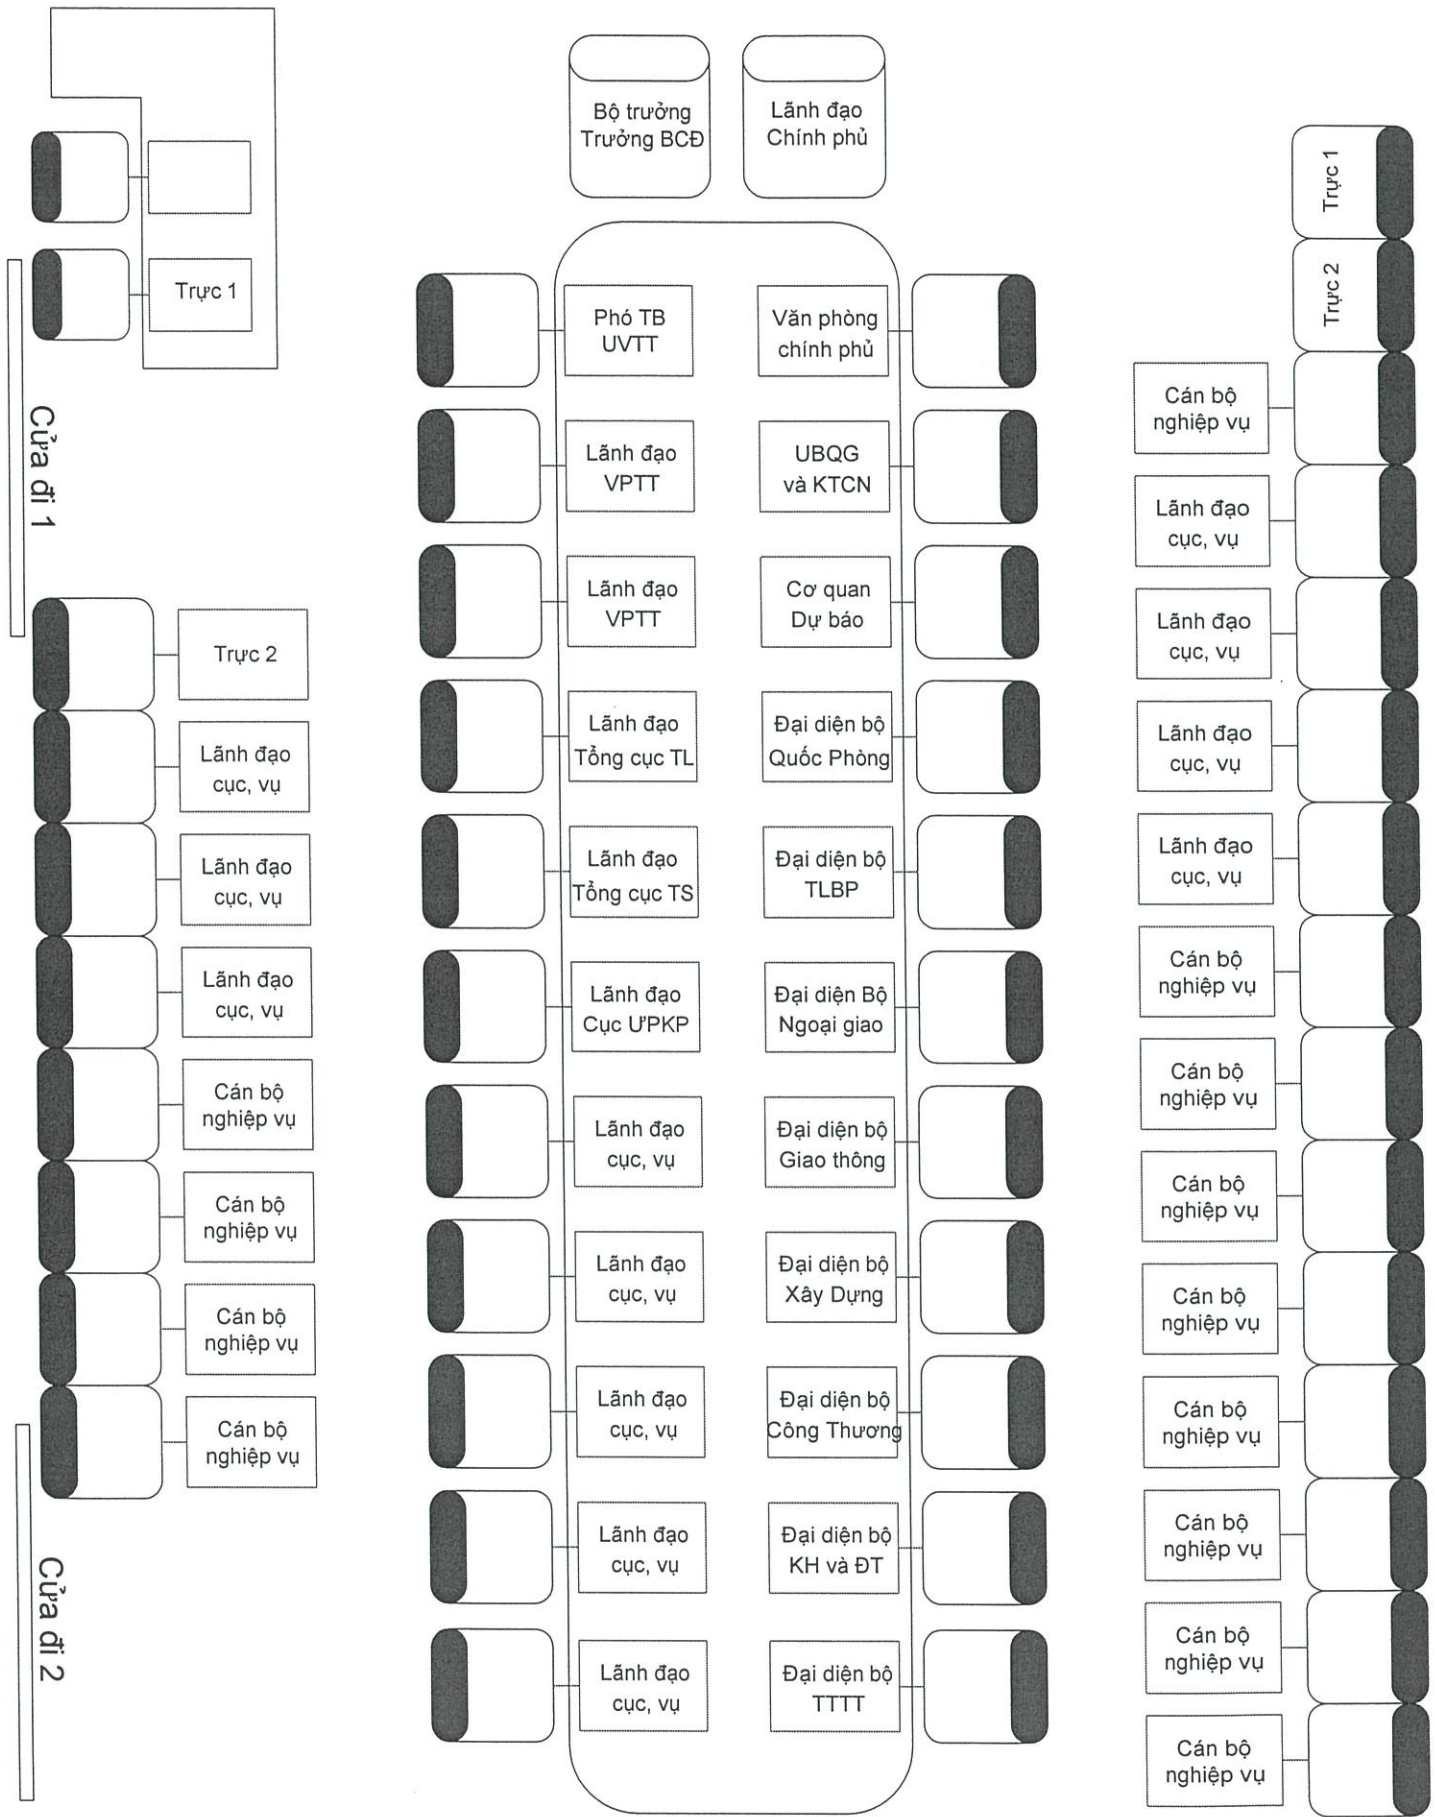 Bộ trưởng
Trưởng BCĐ
Lãnh đạo
Chính phủ
Trực 1
Cửa đi 1
Trực 2
Lãnh đạo
cục, vụ
Lãnh đạo
cục, vụ
Lãnh đạo
cục, vụ
Cán bộ
nghiệp vụ
Cán bộ
nghiệp vụ
Cán bộ
nghiệp vụ
Cán bộ
nghiệp vụ
Cửa đi 2
Phó TB
UVTT
Lãnh đạo
VPTT
Lãnh đạo
VPTT
Lãnh đạo
Tổng cục TL
Lãnh đạo
Tổng cục TS
Lãnh đạo
Cục ƯPKP
Lãnh đạo
cục, vụ
Lãnh đạo
cục, vụ
Lãnh đạo
cục, vụ
Lãnh đạo
cục, vụ
Lãnh đạo
cục, vụ
Văn phòng
chính phủ
UBQG
và KTCN
Cơ quan
Dự báo
Đại diện bộ
Quốc Phòng
Đại diện bộ
TLBP
Đại diện Bộ
Ngoại giao
Đại diện bộ
Giao thông
Đại diện bộ
Xây Dựng
Đại diện bộ
Công Thương
Đại diện bộ
KH và ĐT
Đại diện bộ
TTTT
Trực 1
Trực 2
Cán bộ
nghiệp vụ
Lãnh đạo
cục, vụ
Lãnh đạo
cục, vụ
Lãnh đạo
cục, vụ
Lãnh đạo
cục, vụ
Cán bộ
nghiệp vụ
Cán bộ
nghiệp vụ
Cán bộ
nghiệp vụ
Cán bộ
nghiệp vụ
Cán bộ
nghiệp vụ
Cán bộ
nghiệp vụ
Cán bộ
nghiệp vụ
Cán bộ
nghiệp vụ